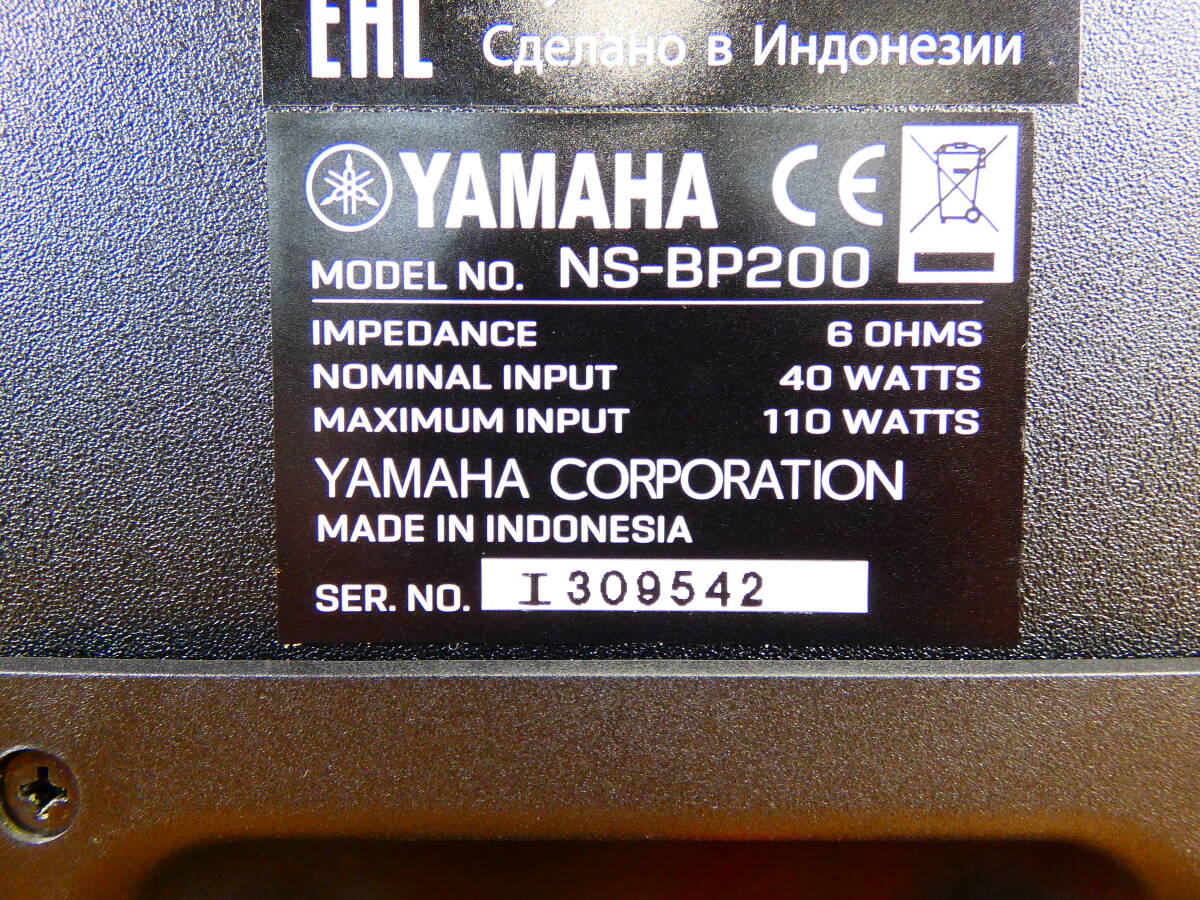 EAC
Сделано в Индонезии
YAMAHA CE
MODEL NO. NS-BP200
IMPEDANCE 6 OHMS
NOMINAL INPUT 40 WATTS
MAXIMUM INPUT 110 WATTS
YAMAHA CORPORATION
MADE IN INDONESIA
SER. NO. I309542